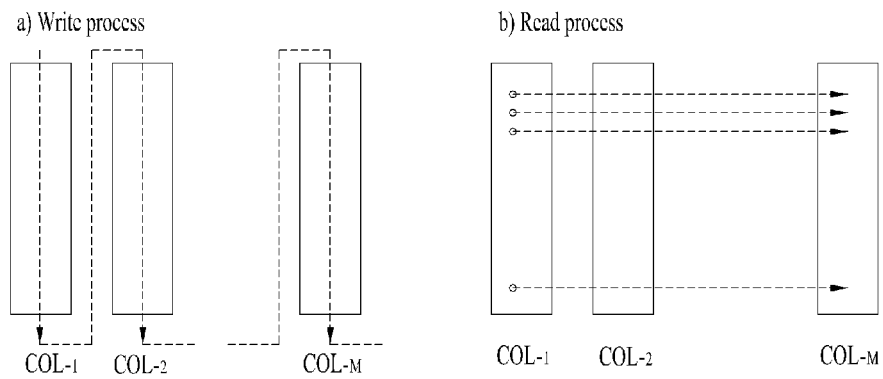 a) Write process
b) Read process
COL-1 COL-2 COL-M
COL-1 COL-2 COL-M